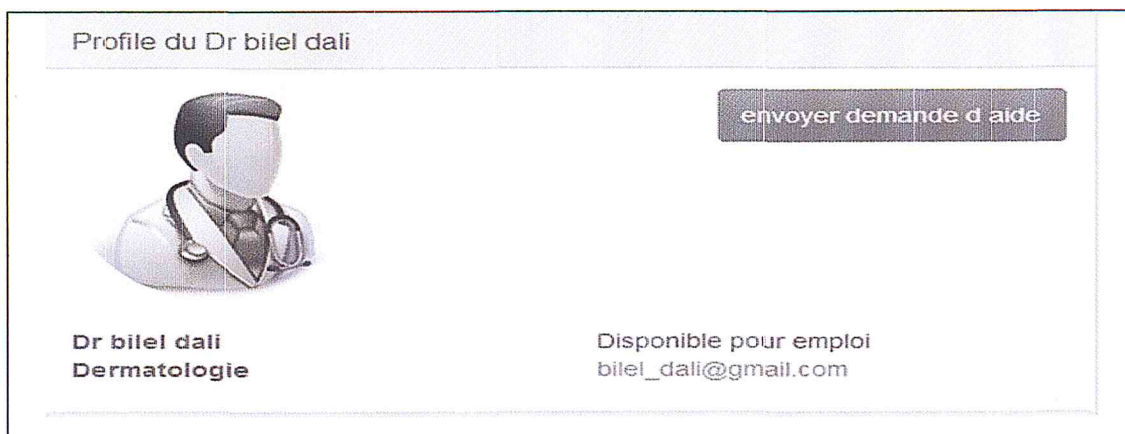 Profile du Dr bilel dali
envoyer demande d aide
Dr bilel dali
Dermatologie
Disponible pour emploi
bilel_dali@gmail.com